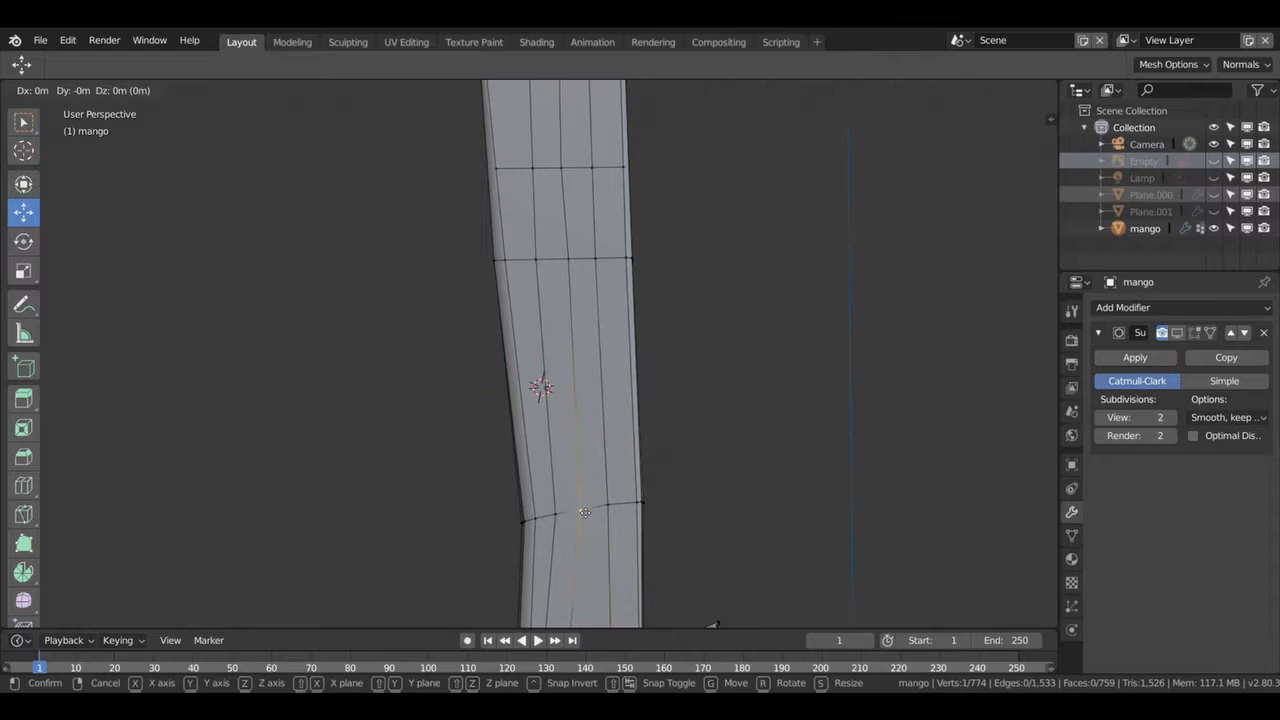 File Edit Render Window Help Layout Modeling Sculpting UV Editing Texture Paint Shading Animation Rendering Compositing Scripting + Scene View Layer
Mesh Options Normals
Dx: 0m Dy: -0m Dz: 0m (0m)
User Perspective
(1) mango
Scene Collection
Collection
Camera
Empty
Lamp
Plane.000
Plane.001
mango
mango
Add Modifier
Su
Apply Copy
Catmull-Clark Simple
Subdivisions: Options:
View: 2 Smooth, keep ..
Render: 2 Optimal Dis..
Playback Keying View Marker 1 Start: 1 End: 250
1 10 20 30 40 50 60 70 80 90 100 110 120 130 140 150 160 170 180 190 200 210 220 230 240 250
Confirm Cancel X X axis Y Y axis Z Z axis X X plane Y Y plane Z Z plane Snap Invert Snap Toggle G Move R Rotate S Resize mango | Verts:1/774 | Edges:0/1,533 | Faces:0/759 | Tris:1,526 | Mem: 117.1 MB | v2.80.3